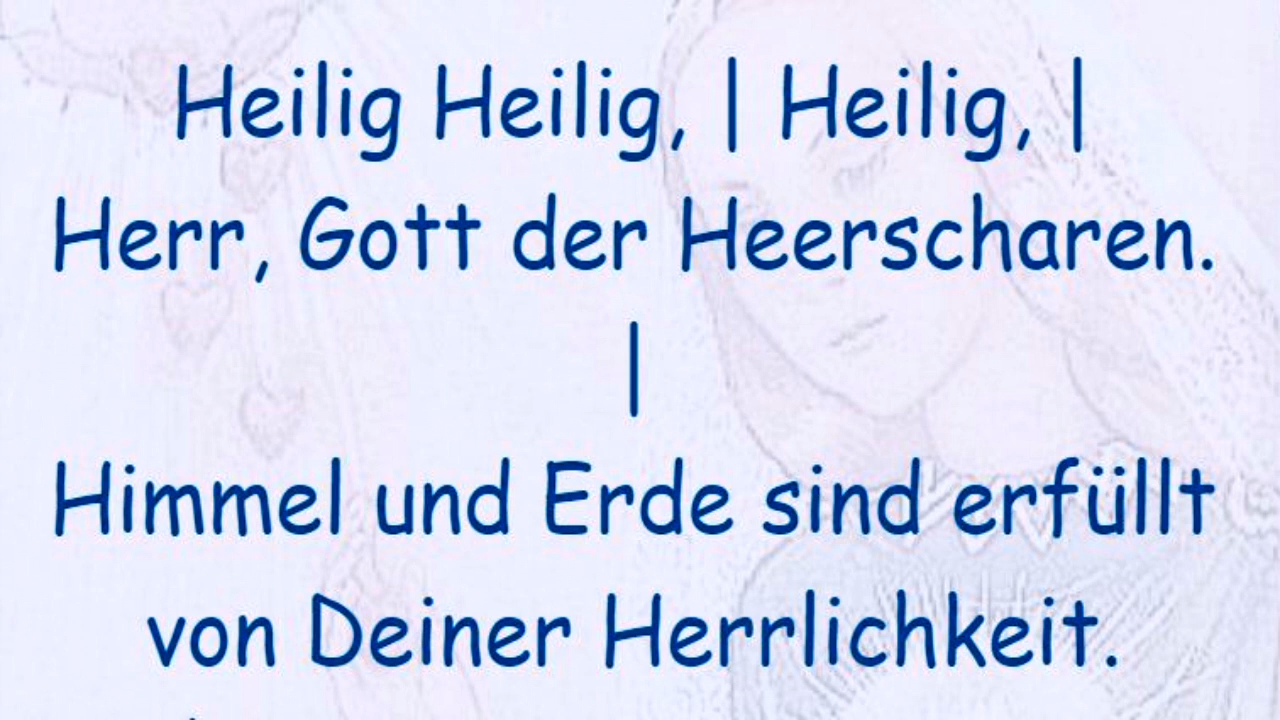 Heilig Heilig, | Heilig, |
Herr, Gott der Heerscharen.
|
Himmel und Erde sind erfüllt
von Deiner Herrlichkeit.